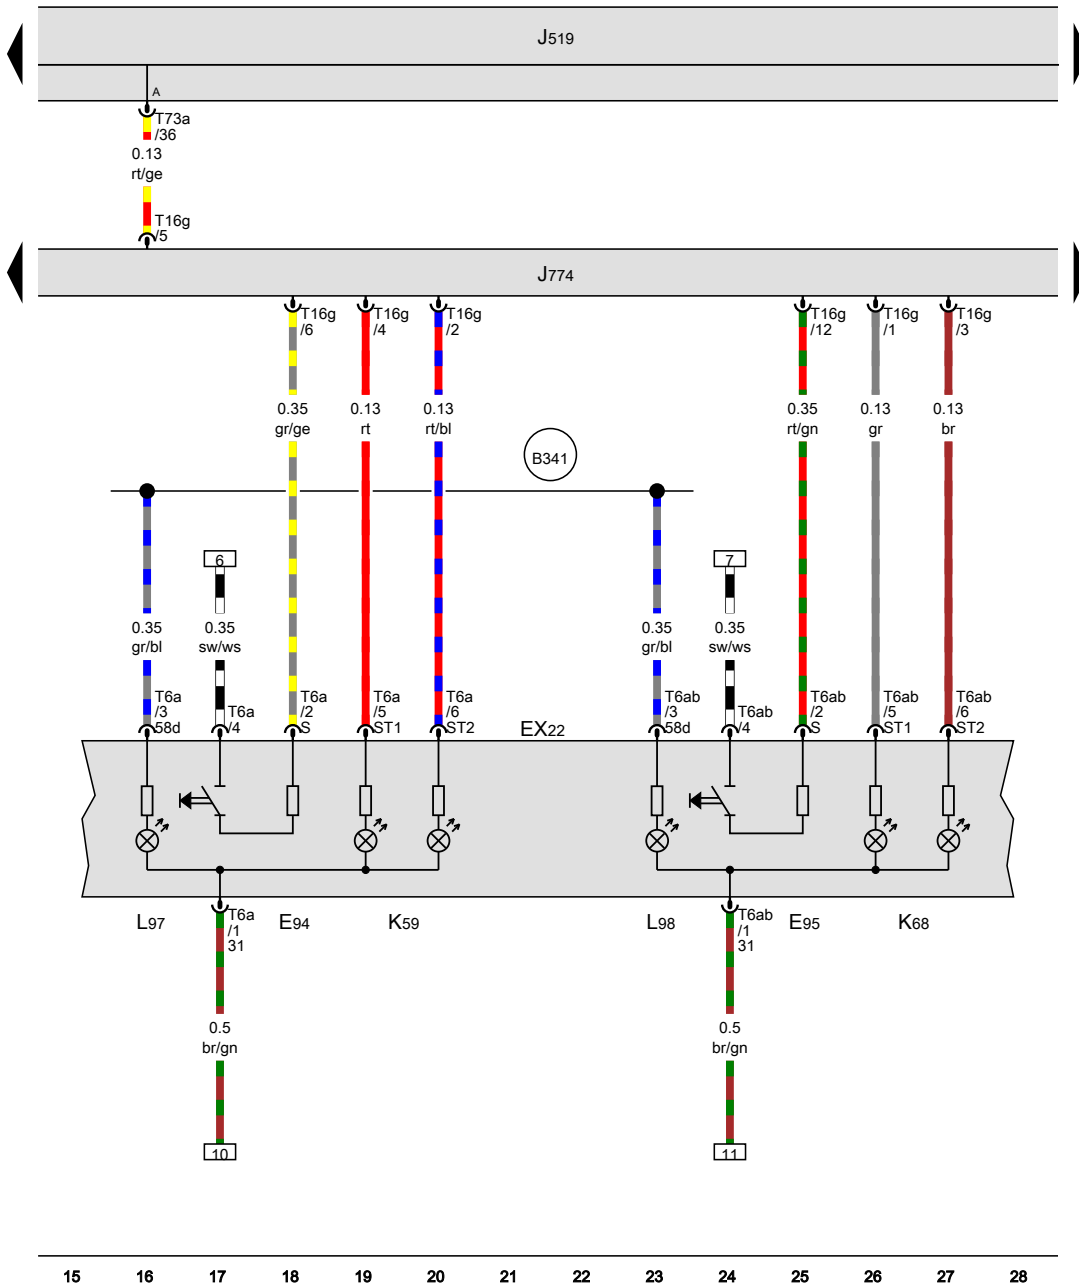 J519
A
T73a
/36
0.13
rt/ge
T16g
/5
J774
T16g
/6
T16g
/4
T16g
/2
T16g
/12
T16g
/1
T16g
/3
0.35
gr/ge
0.13
rt
0.13
rt/bl
0.35
rt/gn
0.13
gr
0.13
br
B341
6
7
0.35
gr/bl
0.35
sw/ws
0.35
gr/bl
0.35
sw/ws
T6a
/3
58d
T6a
/4
T6a
/2
S
T6a
/5
ST1
T6a
/6
ST2
EX22
T6ab
/3
58d
T6ab
/4
T6ab
/2
S
T6ab
/5
ST1
T6ab
/6
ST2
L97
T6a
/1
31
E94
K59
L98
T6ab
/1
31
E95
K68
0.5
br/gn
0.5
br/gn
10
11
15 16 17 18 19 20 21 22 23 24 25 26 27 28